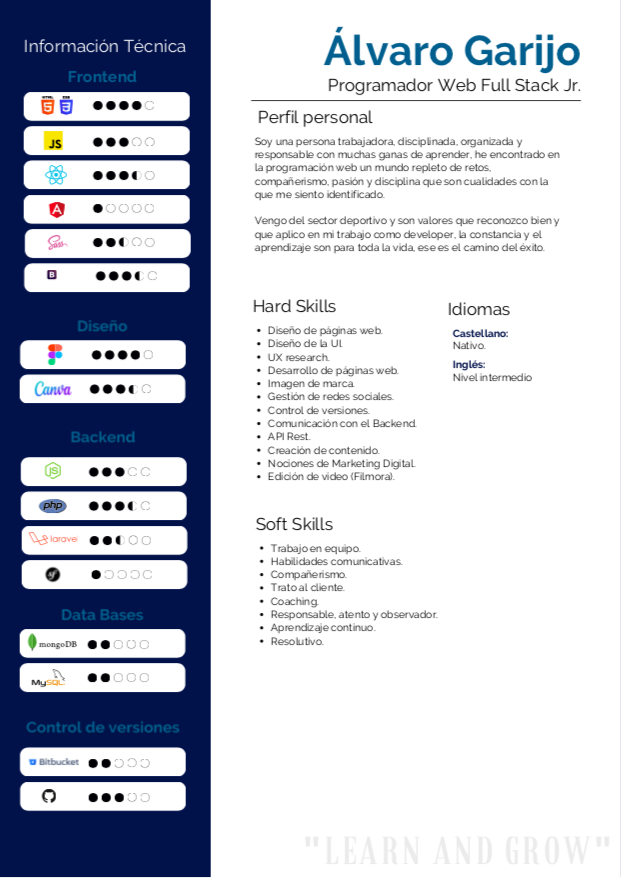 Información Técnica
Frontend
HTML CSS
JS
Sass
B
Diseño
Canva
Backend
JS
php
laravel
sf
Data Bases
mongoDB
MySQL
Control de versiones
Bitbucket
Álvaro Garijo
Programador Web Full Stack Jr.
Perfil personal
Soy una persona trabajadora, disciplinada, organizada y
responsable con muchas ganas de aprender, he encontrado en
la programación web un mundo repleto de retos,
compañerismo, pasión y disciplina que son cualidades con la
que me siento identificado.
Vengo del sector deportivo y son valores que reconozco bien y
que aplico en mi trabajo como developer, la constancia y el
aprendizaje son para toda la vida, ese es el camino del éxito.
Hard Skills
Diseño de páginas web.
Diseño de la UI.
UX research.
Desarrollo de páginas web.
Imagen de marca.
Gestión de redes sociales.
Control de versiones.
Comunicación con el Backend.
API Rest.
Creación de contenido.
Nociones de Marketing Digital.
Edición de video (Filmora).
Idiomas
Castellano:
Nativo.
Inglés:
Nivel intermedio
Soft Skills
Trabajo en equipo.
Habilidades comunicativas.
Compañerismo.
Trato al cliente.
Coaching.
Responsable, atento y observador.
Aprendizaje continuo.
Resolutivo.
"LEARN AND GROW"